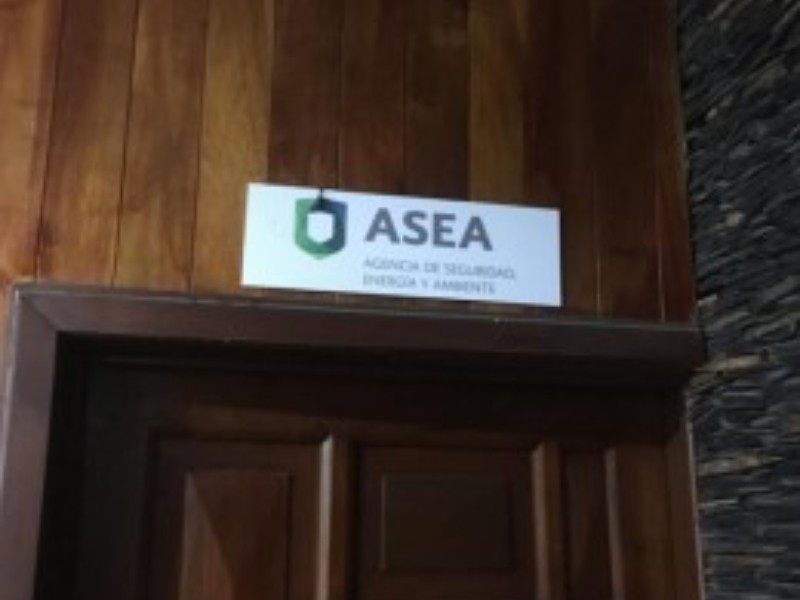 ASEA
AGENCIA DE SEGURIDAD,
ENERGÍA Y AMBIENTE